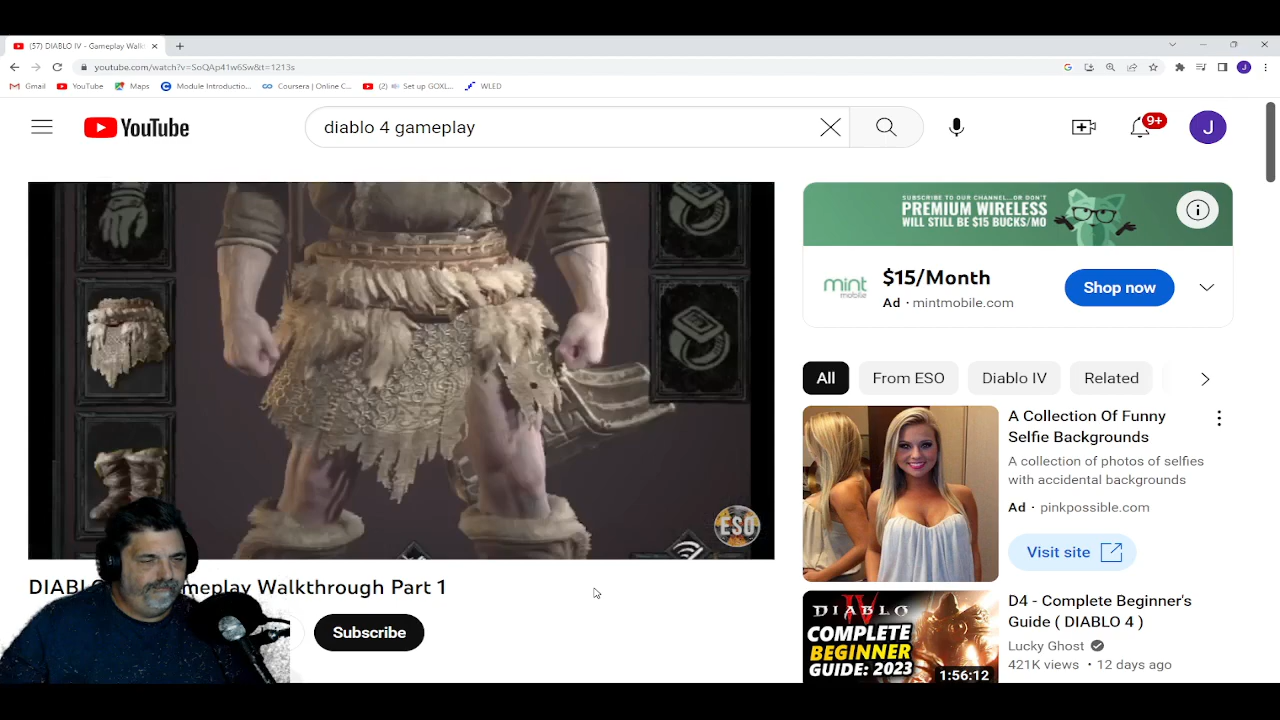 (57) DIABLO IV - Gameplay Walk
youtube.com/watch?v=SoQAp41w6Sw&t=1213s
Gmail
YouTube
Maps
Module Introductio...
Coursera | Online C...
(2) Set up GOXL...
WLED
YouTube
diablo 4 gameplay
9+
J
SUBSCRIBE TO OUR CHANNEL...OR DON'T
PREMIUM WIRELESS
WILL STILL BE $15 BUCKS/MO
mint
mobile
$15/Month
Ad · mintmobile.com
Shop now
All
From ESO
Diablo IV
Related
A Collection Of Funny
Selfie Backgrounds
A collection of photos of selfies
with accidental backgrounds
Ad · pinkpossible.com
Visit site
ESO
DIABL meplay Walkthrough Part 1
Subscribe
DIABLO IV
COMPLETE
BEGINNER
GUIDE: 2023
1:56:12
D4 - Complete Beginner's
Guide ( DIABLO 4 )
Lucky Ghost
421K views • 12 days ago